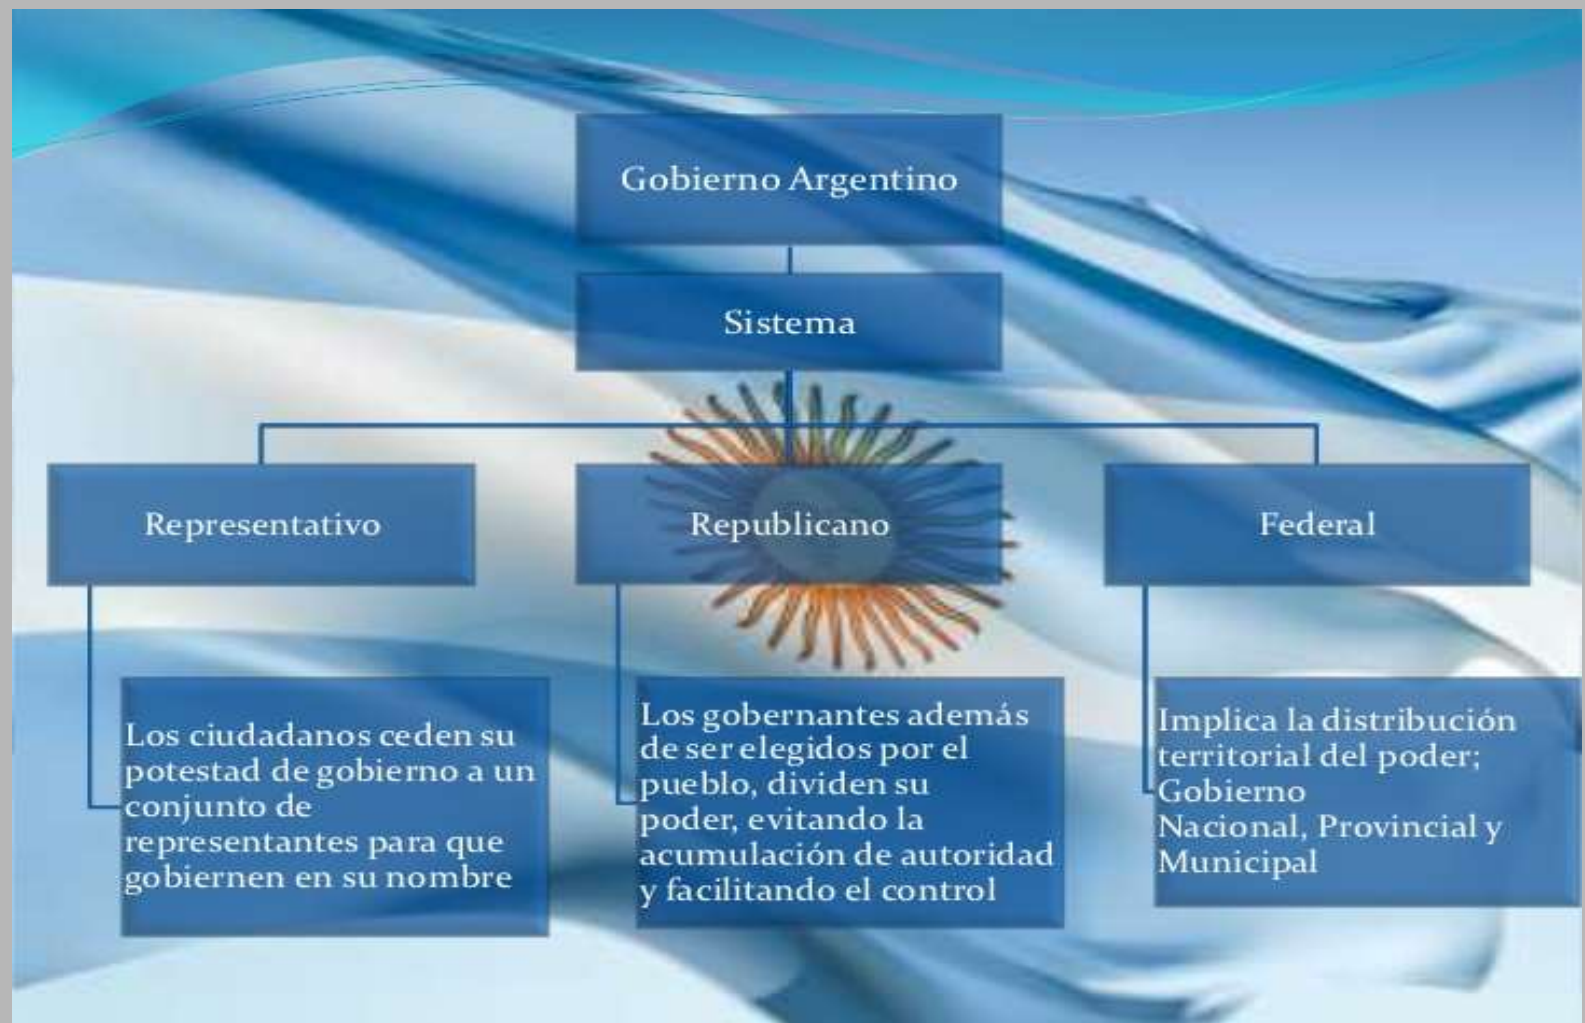 Gobierno Argentino
Sistema
Representativo
Republicano
Federal
Los ciudadanos ceden su
potestad de gobierno a un
conjunto de
representantes para que
gobiernen en su nombre
Los gobernantes además
de ser elegidos por el
pueblo, dividen su
poder, evitando la
acumulación de autoridad
y facilitando el control
Implica la distribución
territorial del poder;
Gobierno
Nacional, Provincial y
Municipal